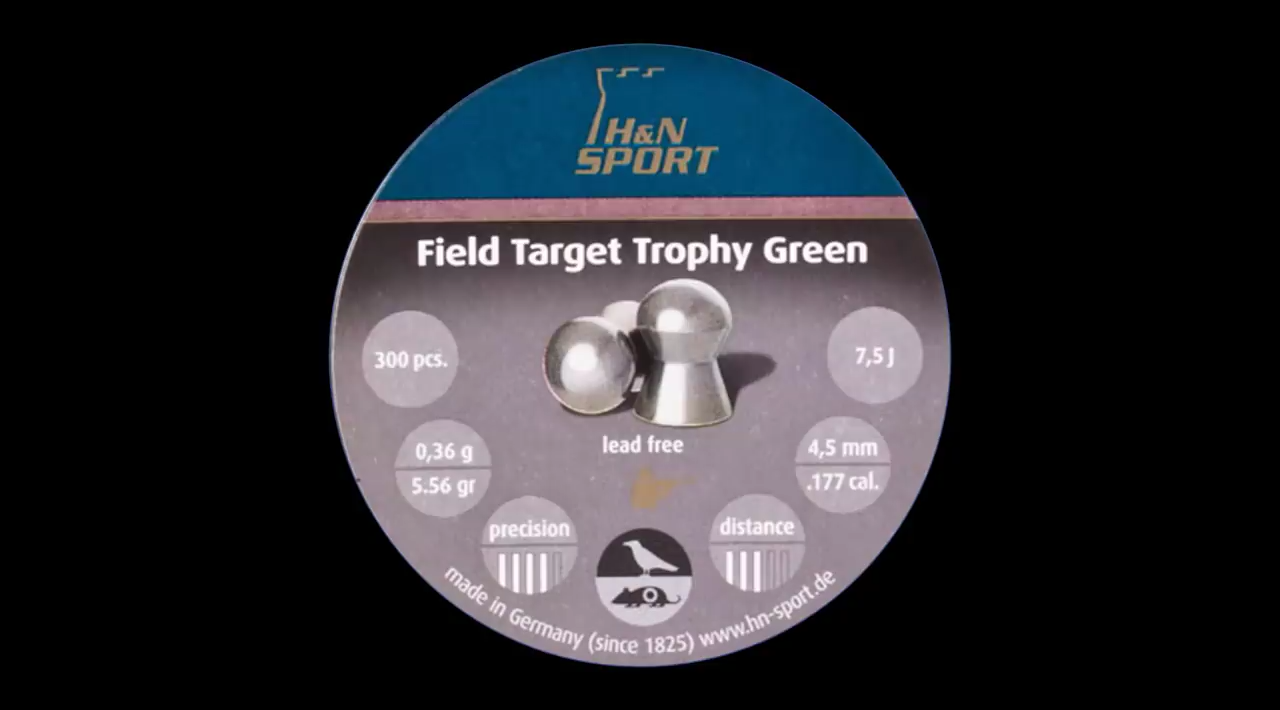 H&N
SPORT
Field Target Trophy Green
300 pcs.
7,5 J
lead free
0,36 g
5.56 gr
4,5 mm
.177 cal.
precision
distance
made in Germany (since 1825) www.hn-sport.de